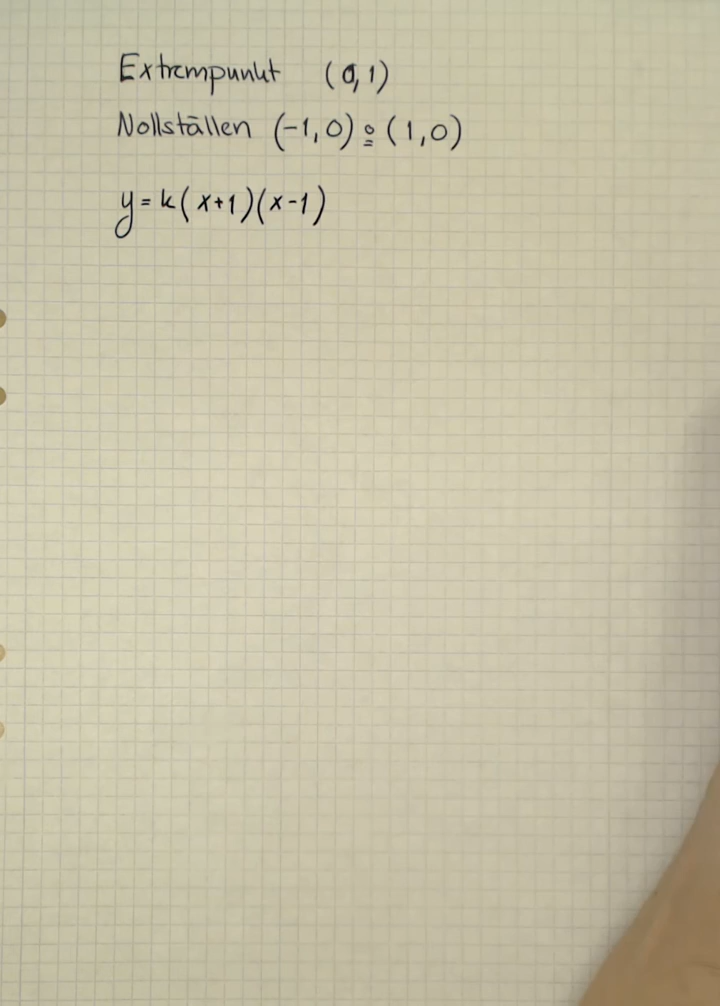 Extrempunkt (0,1)
Nollställen (-1,0) & (1,0)
y = k(x+1)(x-1)